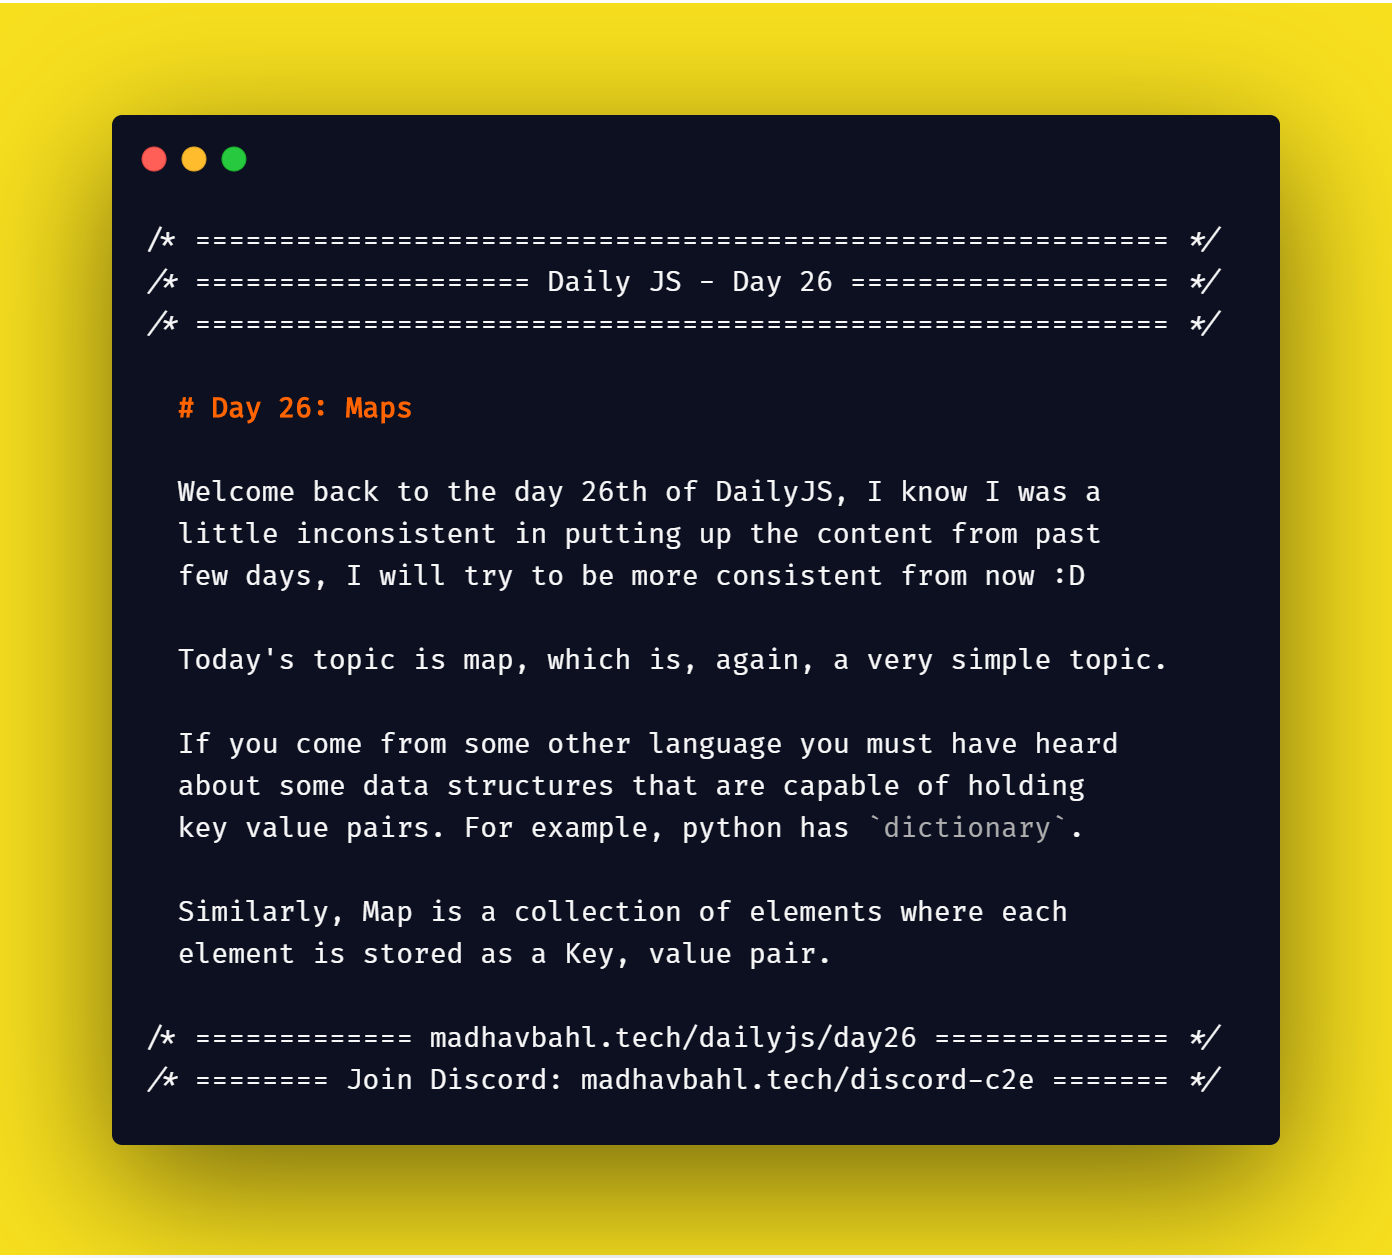 /* ========================================================== */
/* ==================== Daily JS - Day 26 =================== */
/* ========================================================== */
# Day 26: Maps
Welcome back to the day 26th of DailyJS, I know I was a
little inconsistent in putting up the content from past
few days, I will try to be more consistent from now :D
Today's topic is map, which is, again, a very simple topic.
If you come from some other language you must have heard
about some data structures that are capable of holding
key value pairs. For example, python has `dictionary`.
Similarly, Map is a collection of elements where each
element is stored as a Key, value pair.
/* ============= madhavbahl.tech/dailyjs/day26 ============== */
/* ======== Join Discord: madhavbahl.tech/discord-c2e ======= */